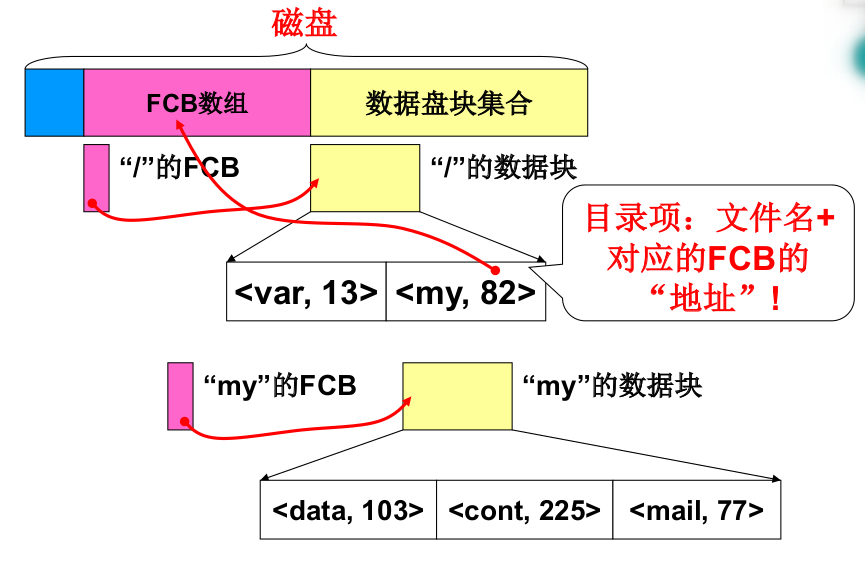 磁盘
FCB数组
数据盘块集合
“/”的FCB
“/”的数据块
目录项：文件名+
对应的FCB的
“地址”！
<var, 13>
<my, 82>
“my”的FCB
“my”的数据块
<data, 103>
<cont, 225>
<mail, 77>